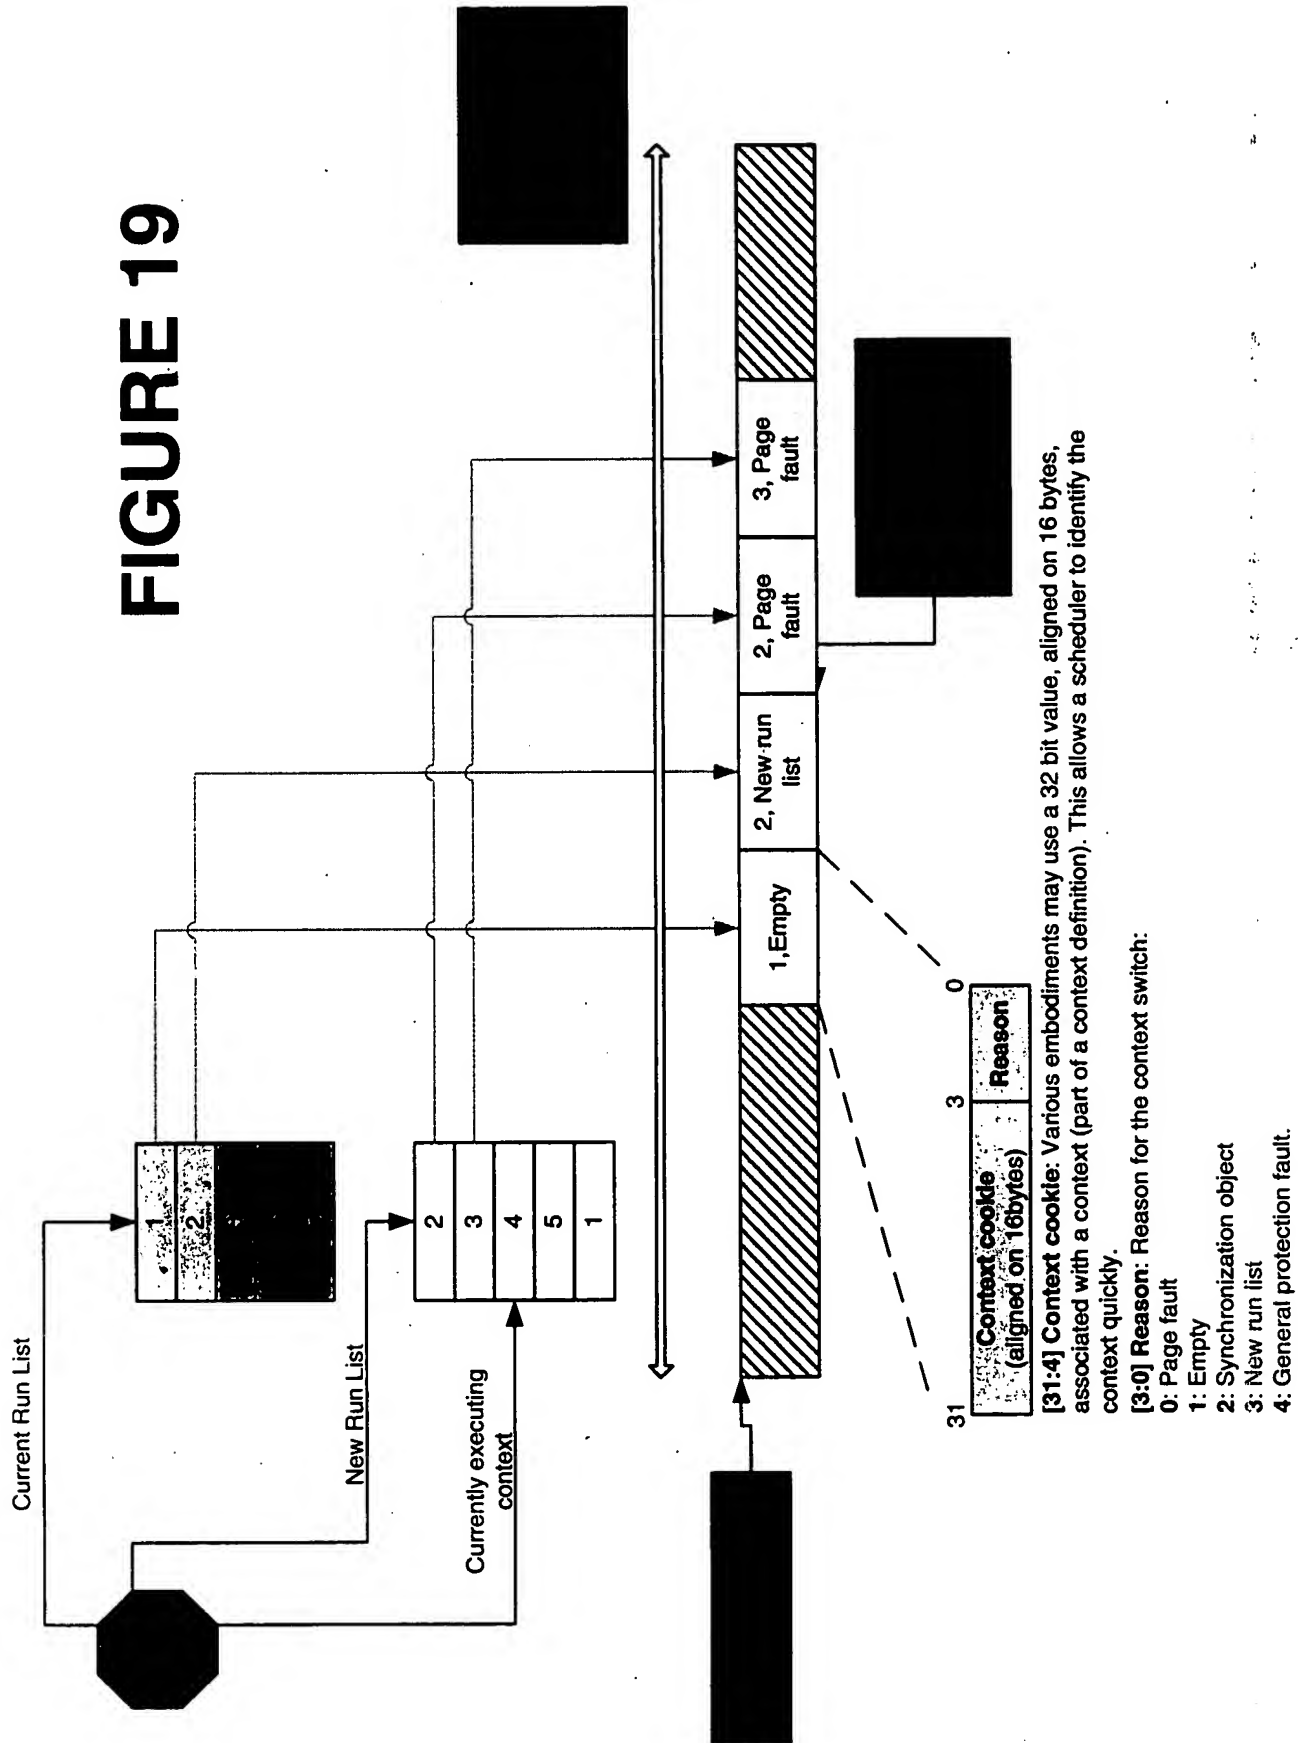 FIGURE 19
Current Run List
1
2
New Run List
2
3
4
5
1
Currently executing
context
1,Empty
2, New run
list
2, Page
fault
3, Page
fault
31
3
0
Context cookie
(aligned on 16bytes)
Reason
[31:4] Context cookie: Various embodiments may use a 32 bit value, aligned on 16 bytes,
associated with a context (part of a context definition). This allows a scheduler to identify the
context quickly.
[3:0] Reason: Reason for the context switch:
0: Page fault
1: Empty
2: Synchronization object
3: New run list
4: General protection fault.